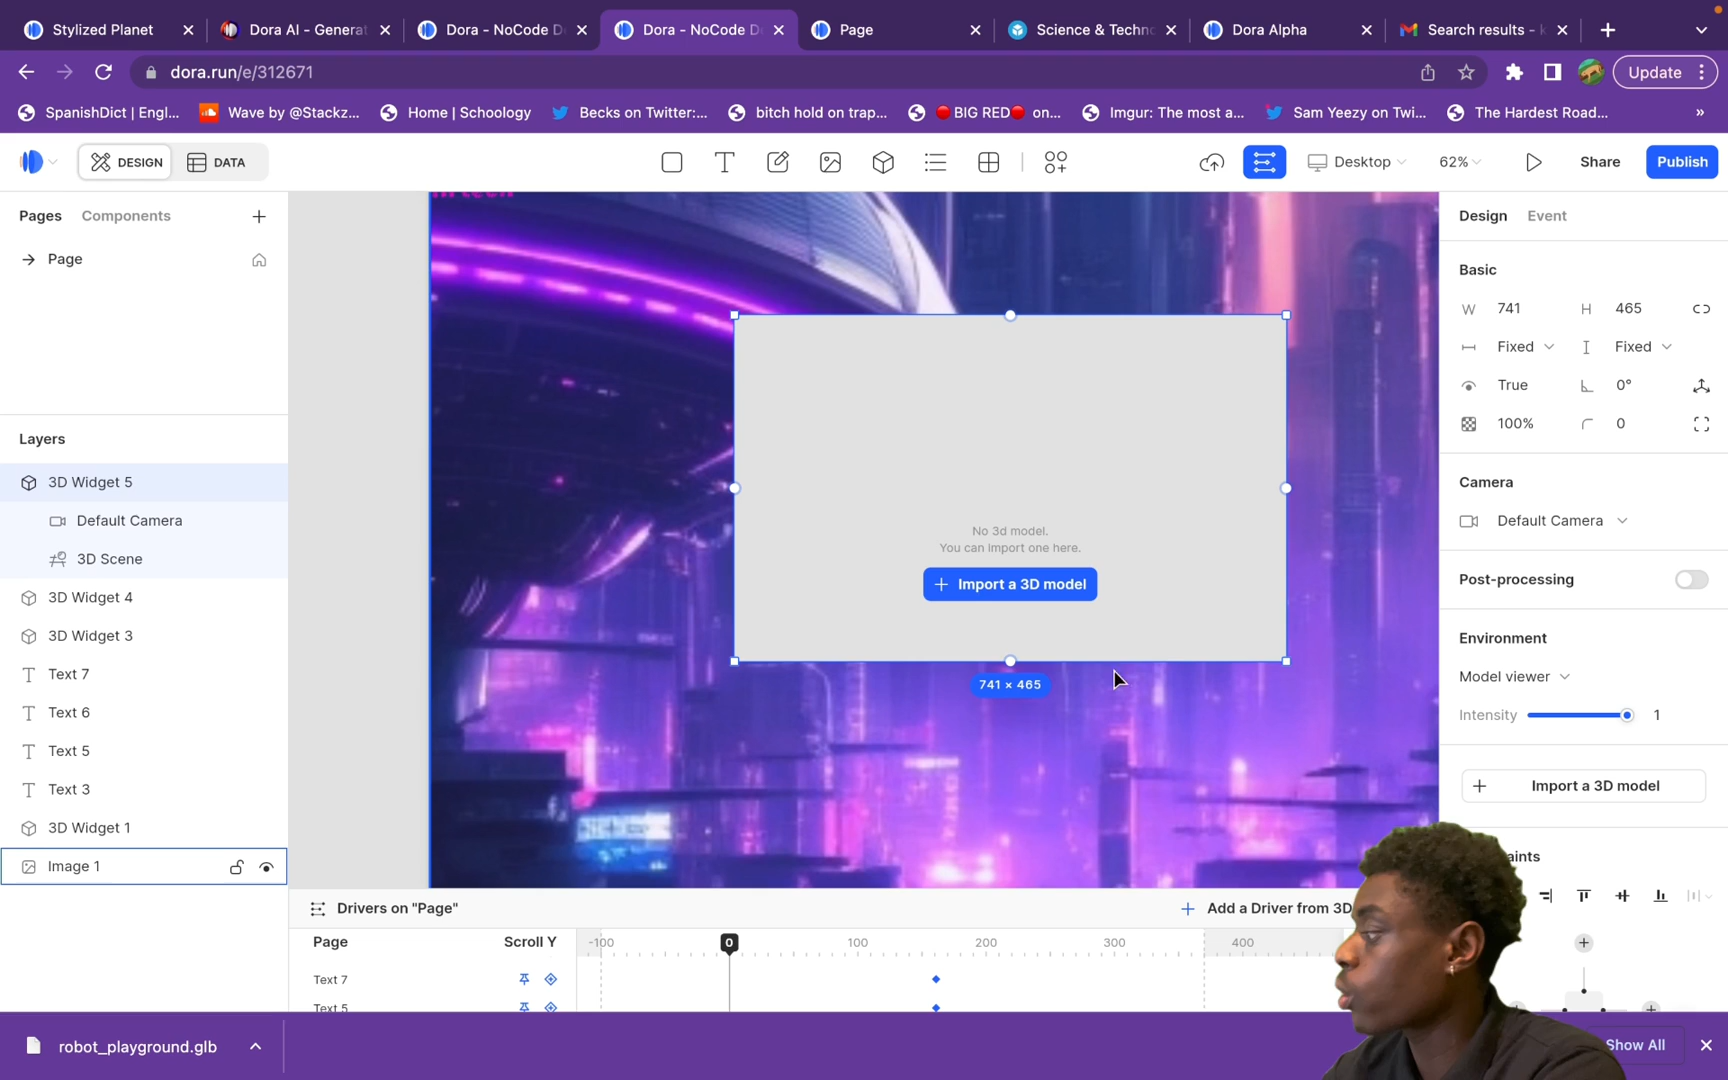 Stylized Planet
Dora AI - Generat
Dora - NoCode D
Dora - NoCode D
Page
Science & Techn
Dora Alpha
Search results - k
dora.run/e/312671
Update
SpanishDict | Engl...
Wave by @Stackz...
Home | Schoology
Becks on Twitter:...
bitch hold on trap...
🔴BIG RED🔴 on...
Imgur: The most a...
Sam Yeezy on Twi...
The Hardest Road...
»
DESIGN
DATA
Desktop
62%
Share
Publish
Pages
Components
Page
Layers
3D Widget 5
Default Camera
3D Scene
3D Widget 4
3D Widget 3
Text 7
Text 6
Text 5
Text 3
3D Widget 1
Image 1
No 3d model.
You can import one here.
Import a 3D model
741 × 465
Design
Event
Basic
W 741 H 465
Fixed Fixed
True 0°
100% 0
Camera
Default Camera
Post-processing
Environment
Model viewer
Intensity 1
Import a 3D model
aints
Drivers on "Page"
Add a Driver from 3D
Page Scroll Y
-100 0 100 200 300 400
Text 7
Text 5
robot_playground.glb
Show All